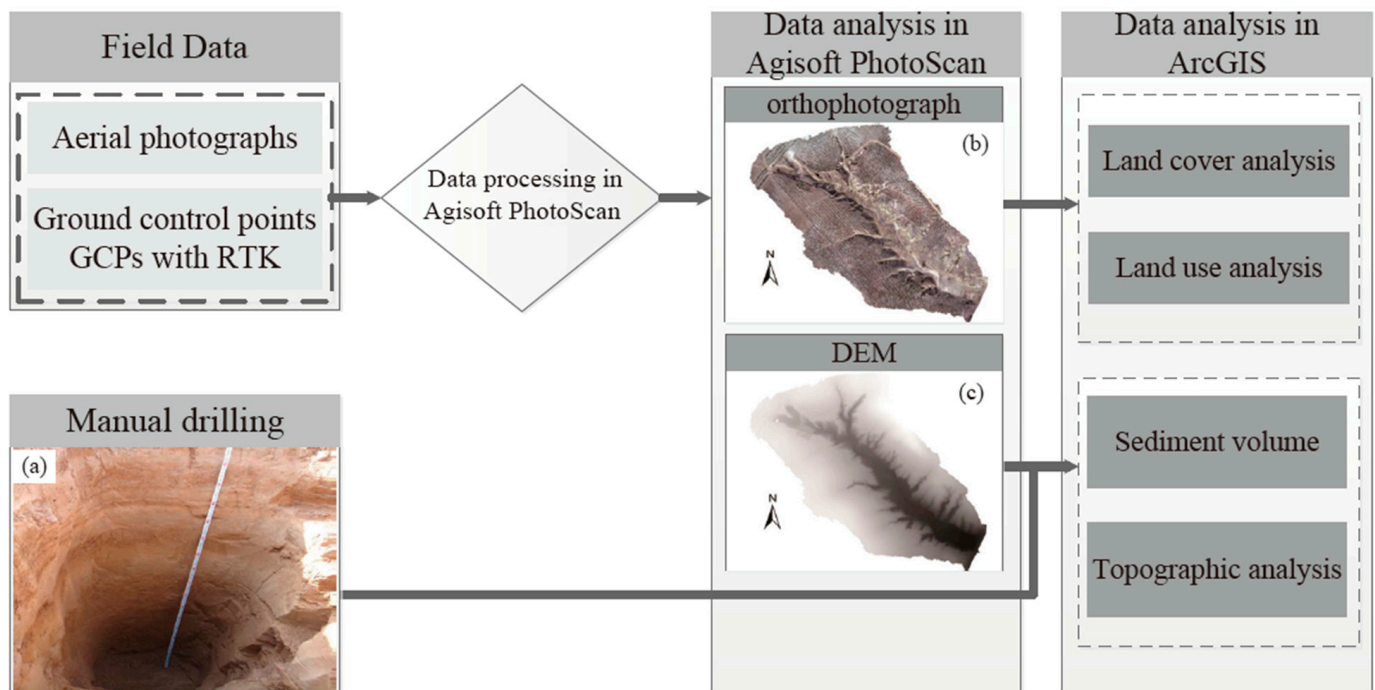 Field Data
Aerial photographs
Ground control points
GCPs with RTK
Data processing in
Agisoft PhotoScan
Data analysis in
Agisoft PhotoScan
orthophotograph
(b)
N
DEM
(c)
N
Data analysis in
ArcGIS
Land cover analysis
Land use analysis
Sediment volume
Topographic analysis
Manual drilling
(a)